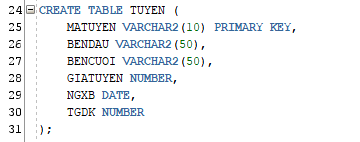 24 CREATE TABLE TUYEN (
25 MATUYEN VARCHAR2(10) PRIMARY KEY,
26 BENDAU VARCHAR2(50),
27 BENCUOI VARCHAR2(50),
28 GIATUYEN NUMBER,
29 NGXB DATE,
30 TGDK NUMBER
31 );